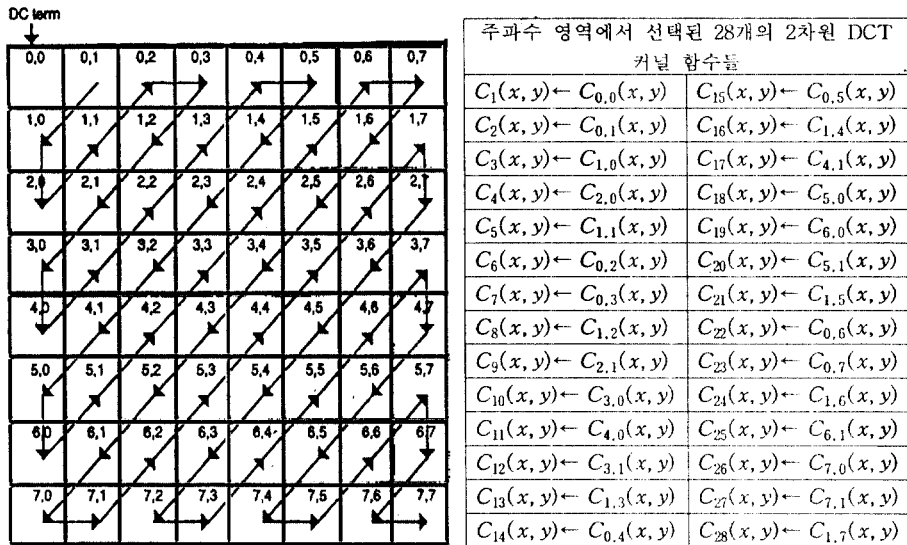 DC term
0,0 0,1 0,2 0,3 0,4 0,5 0,6 0,7
1,0 1,1 1,2 1,3 1,4 1,5 1,6 1,7
2,0 2,1 2,2 2,3 2,4 2,5 2,6 2,7
3,0 3,1 3,2 3,3 3,4 3,5 3,6 3,7
4,0 4,1 4,2 4,3 4,4 4,5 4,6 4,7
5,0 5,1 5,2 5,3 5,4 5,5 5,6 5,7
6,0 6,1 6,2 6,3 6,4 6,5 6,6 6,7
7,0 7,1 7,2 7,3 7,4 7,5 7,6 7,7
주파수 영역에서 선택된 28개의 2차원 DCT
커널 함수들
C₁(x, y)← C₀,₀(x, y) C₁₅(x, y)← C₀,₅(x, y)
C₂(x, y)← C₀,₁(x, y) C₁₆(x, y)← C₁,₄(x, y)
C₃(x, y)← C₁,₀(x, y) C₁₇(x, y)← C₄,₁(x, y)
C₄(x, y)← C₂,₀(x, y) C₁₈(x, y)← C₅,₀(x, y)
C₅(x, y)← C₁,₁(x, y) C₁₉(x, y)← C₆,₀(x, y)
C₆(x, y)← C₀,₂(x, y) C₂₀(x, y)← C₅,₁(x, y)
C₇(x, y)← C₀,₃(x, y) C₂₁(x, y)← C₁,₅(x, y)
C₈(x, y)← C₁,₂(x, y) C₂₂(x, y)← C₀,₆(x, y)
C₉(x, y)← C₂,₁(x, y) C₂₃(x, y)← C₀,₇(x, y)
C₁₀(x, y)← C₃,₀(x, y) C₂₄(x, y)← C₁,₆(x, y)
C₁₁(x, y)← C₄,₀(x, y) C₂₅(x, y)← C₆,₁(x, y)
C₁₂(x, y)← C₃,₁(x, y) C₂₆(x, y)← C₇,₀(x, y)
C₁₃(x, y)← C₁,₃(x, y) C₂₇(x, y)← C₇,₁(x, y)
C₁₄(x, y)← C₀,₄(x, y) C₂₈(x, y)← C₁,₇(x, y)